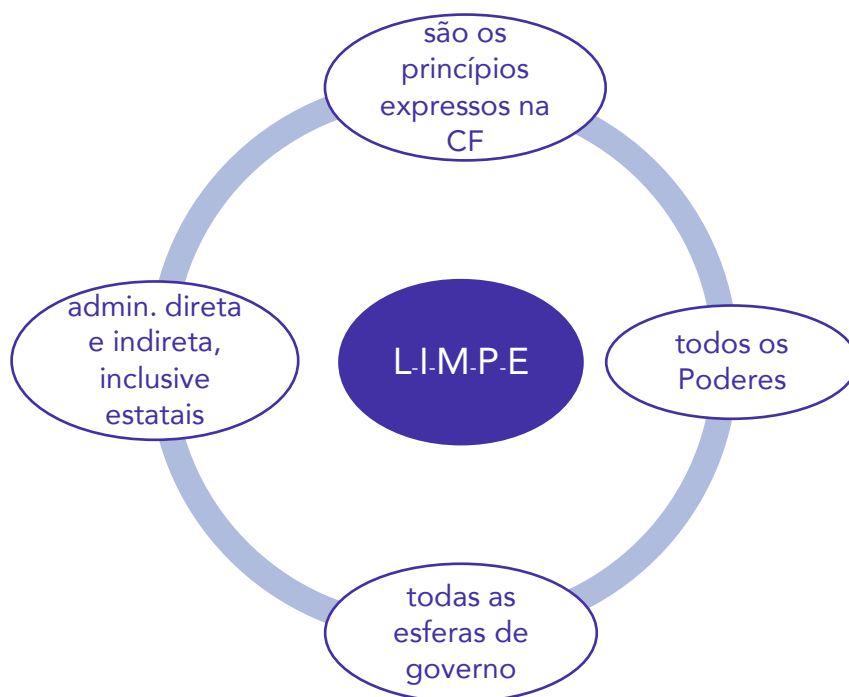 são os
princípios
expressos na
CF
admin. direta
e indireta,
inclusive
estatais
L-I-M-P-E
todos os
Poderes
todas as
esferas de
governo